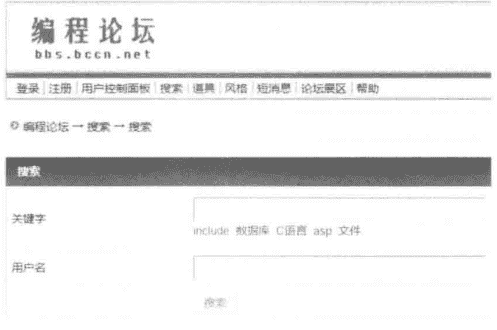 编程论坛
bbs.bccn.net
登录 | 注册 | 用户控制面板 | 搜索 | 道具 | 风格 | 短消息 | 论坛展区 | 帮助
编程论坛 → 搜索 → 搜索
搜索
关键字
include 数据库 C语言 asp 文件
用户名
搜索